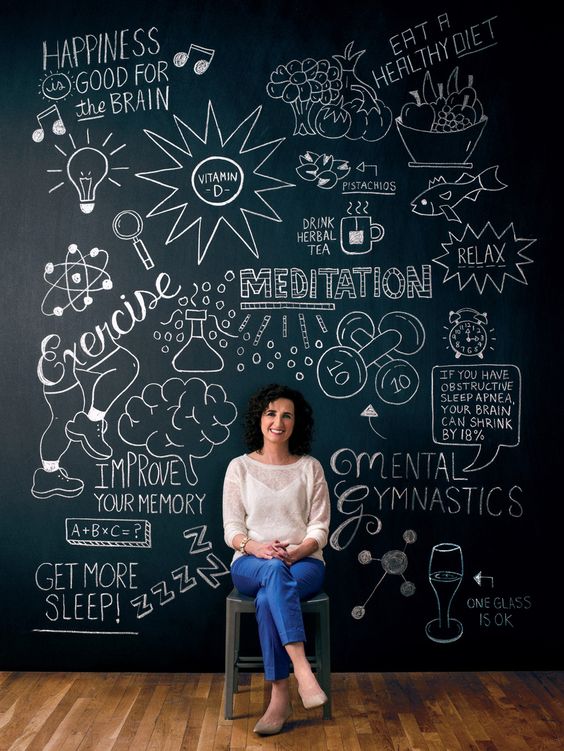 HAPPINESS
is GOOD FOR
the BRAIN
EAT A
HEALTHY DIET
VITAMIN
-D-
PISTACHIOS
DRINK
HERBAL
TEA
RELAX
MEDITATION
Exercise
10
10
IF YOU HAVE
OBSTRUCTIVE
SLEEP APNEA,
YOUR BRAIN
CAN SHRINK
BY 18%
IMPROVE
YOUR MEMORY
MENTAL
GYMNASTICS
A+B×C=?
GET MORE
SLEEP!
ZZZZZ
ONE GLASS
IS OK